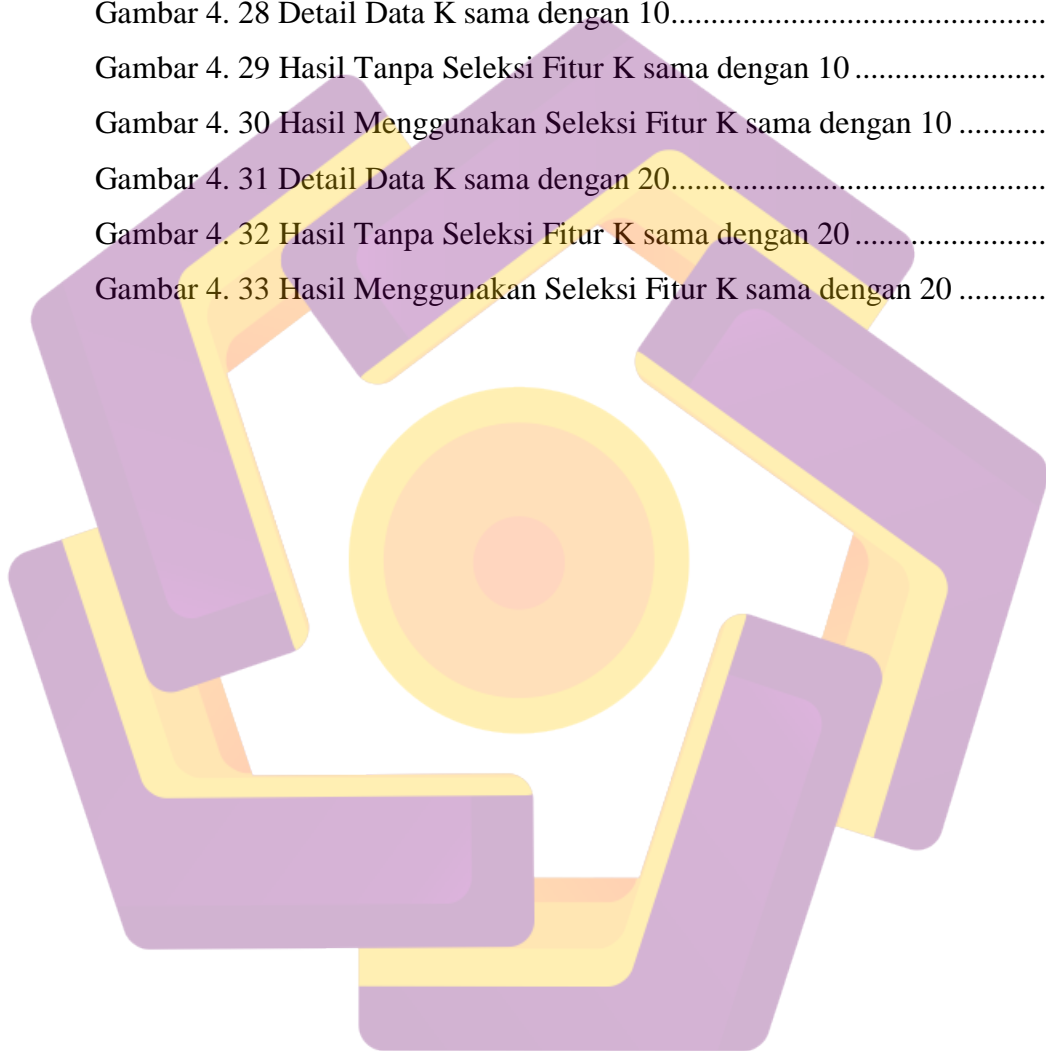 Gambar 4. 28 Detail Data K sama dengan 10..............................................
Gambar 4. 29 Hasil Tanpa Seleksi Fitur K sama dengan 10 .......................
Gambar 4. 30 Hasil Menggunakan Seleksi Fitur K sama dengan 10 ...........
Gambar 4. 31 Detail Data K sama dengan 20..............................................
Gambar 4. 32 Hasil Tanpa Seleksi Fitur K sama dengan 20 .......................
Gambar 4. 33 Hasil Menggunakan Seleksi Fitur K sama dengan 20 ...........